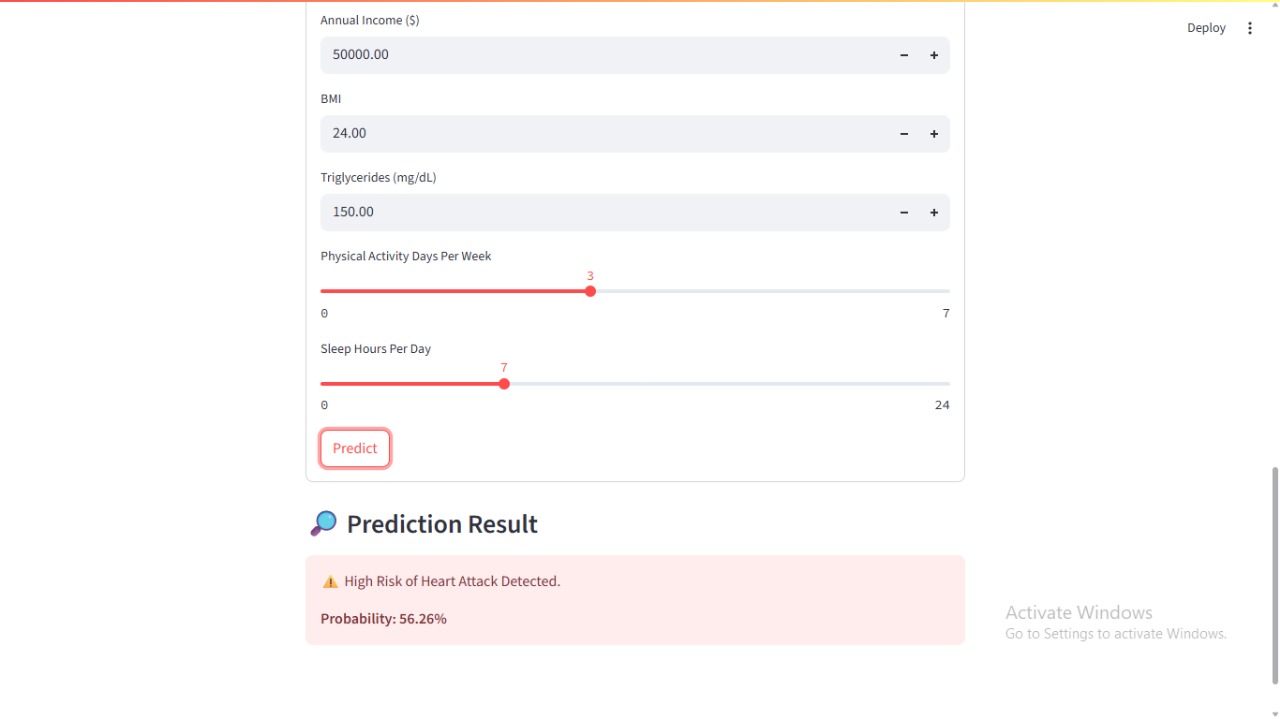 Deploy
Annual Income ($)
50000.00
BMI
24.00
Triglycerides (mg/dL)
150.00
Physical Activity Days Per Week
3
0 7
Sleep Hours Per Day
7
0 24
Predict
🔎 Prediction Result
⚠️ High Risk of Heart Attack Detected.
Probability: 56.26%
Activate Windows
Go to Settings to activate Windows.